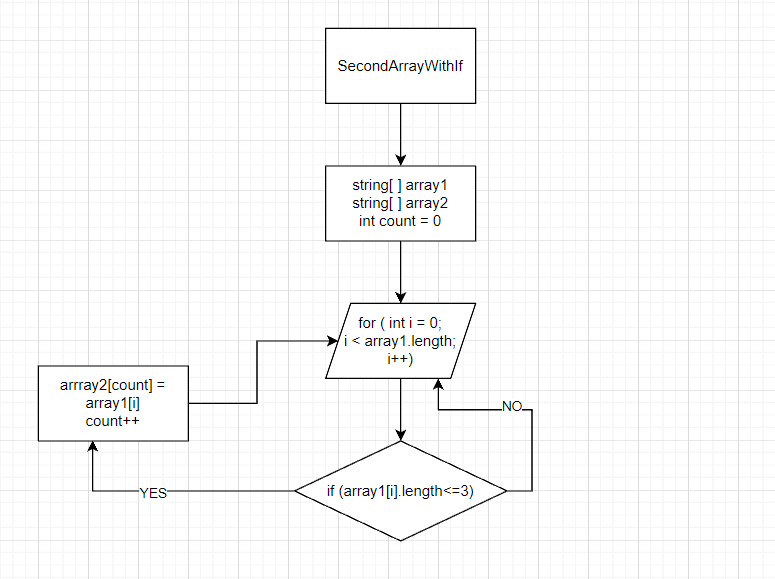 SecondArrayWithIf
string[ ] array1
string[ ] array2
int count = 0
for ( int i = 0;
i < array1.length;
i++)
arrray2[count] =
array1[i]
count++
NO
if (array1[i].length<=3)
YES